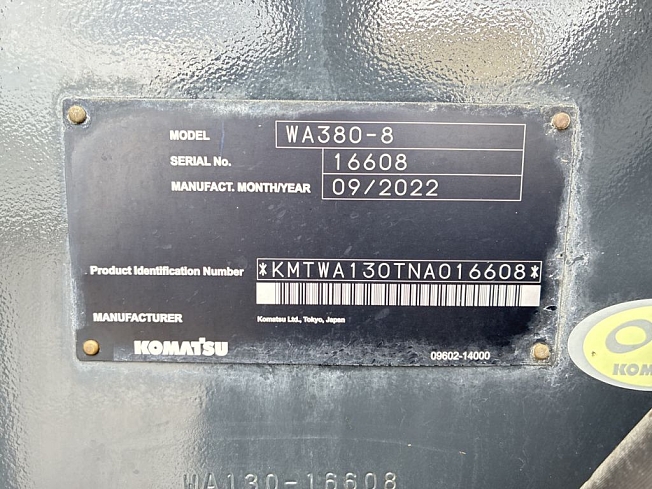 MODEL WA380-8
SERIAL No. 16608
MANUFACT. MONTH/YEAR 09/2022
Product Identification Number *KMTWA130TNA016608*
MANUFACTURER Komatsu Ltd., Tokyo, Japan
KOMATSU 09602-14000
WA130-16608